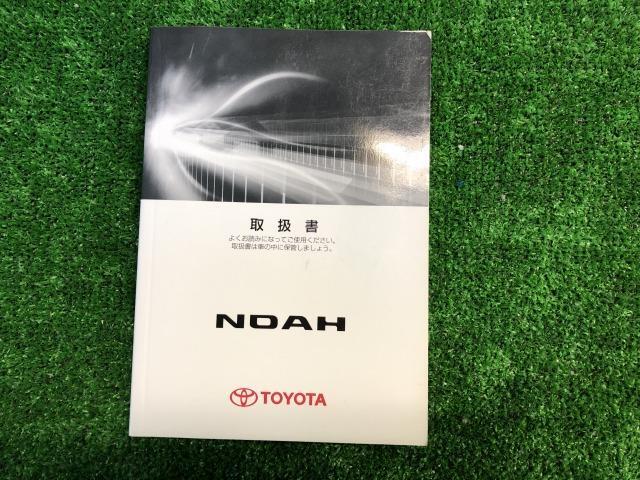 取扱書
よくお読みになってご使用ください。
取扱書は車の中に保管しましょう。
NOAH
TOYOTA